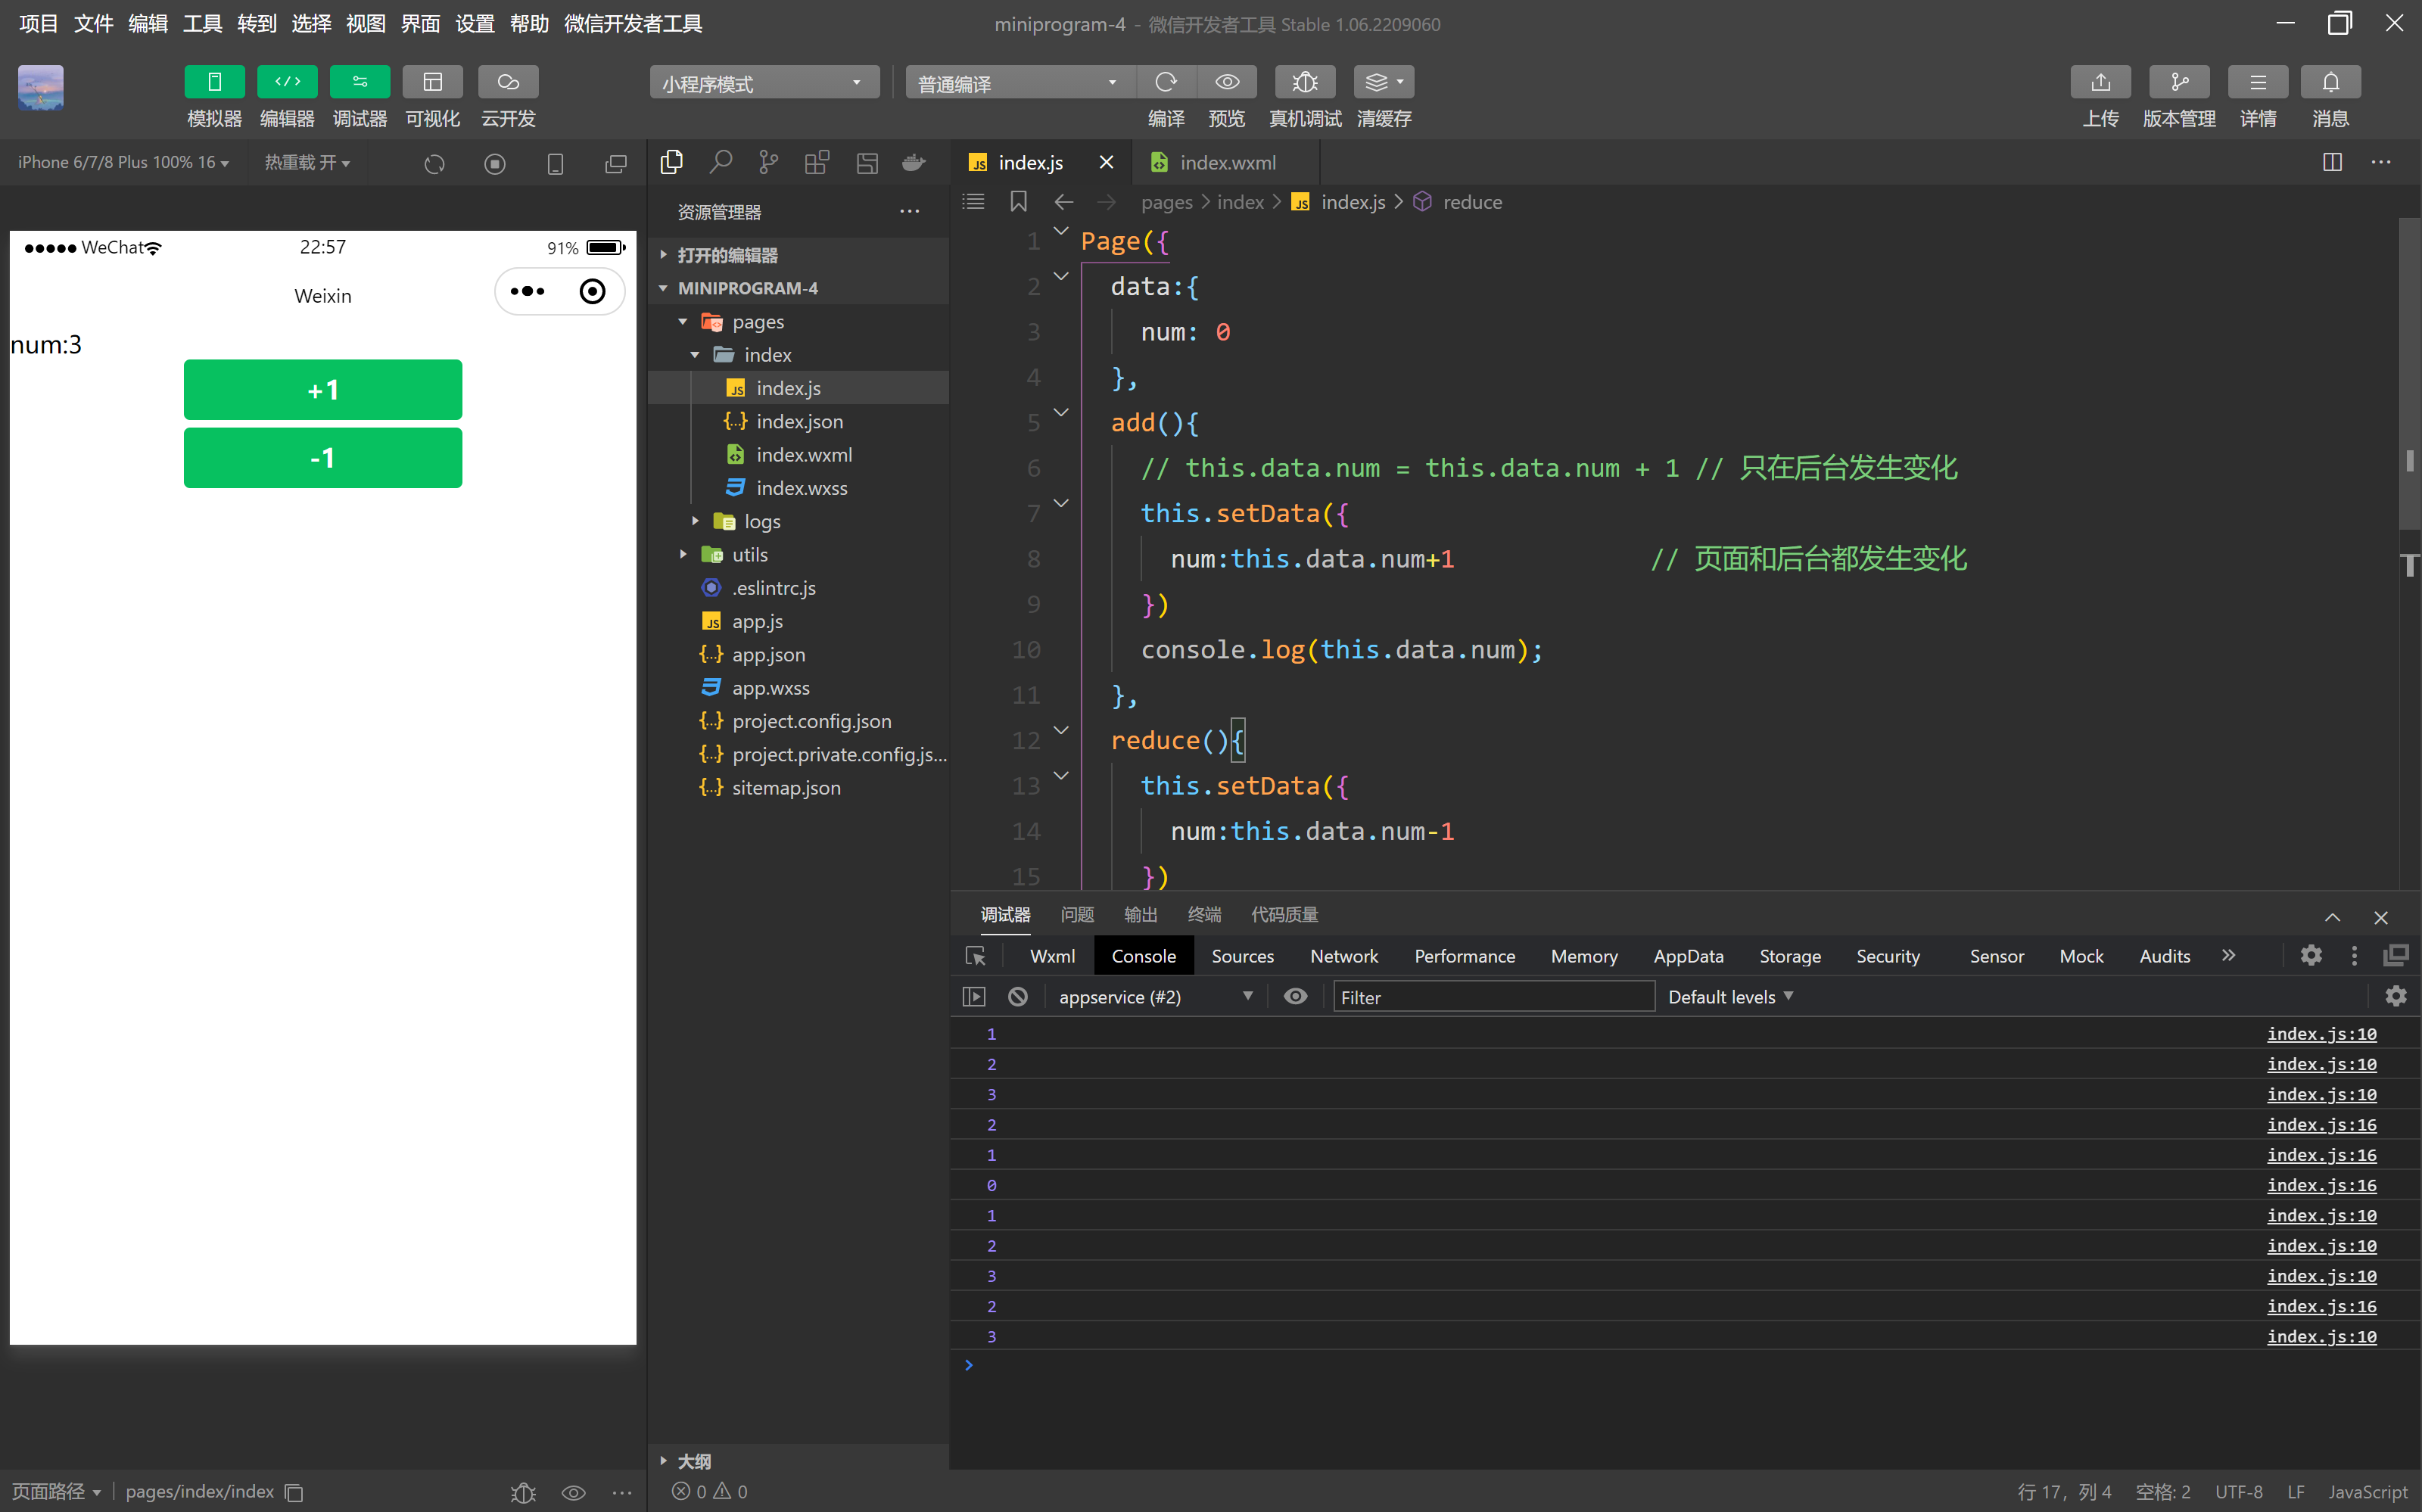 项目 文件 编辑 工具 转到 选择 视图 界面 设置 帮助 微信开发者工具
miniprogram-4 - 微信开发者工具 Stable 1.06.2209060
模拟器 编辑器 调试器 可视化 云开发
小程序模式
普通编译
编译 预览 真机调试 清缓存
上传 版本管理 详情 消息
iPhone 6/7/8 Plus 100% 16
热重载 开
WeChat
22:57
91%
Weixin
num:3
+1
-1
资源管理器
打开的编辑器
MINIPROGRAM-4
pages
index
index.js
index.json
index.wxml
index.wxss
logs
utils
.eslintrc.js
app.js
app.json
app.wxss
project.config.json
project.private.config.js...
sitemap.json
大纲
index.js
index.wxml
pages > index > index.js > reduce
1 Page({
2 data:{
3 num: 0
4 },
5 add(){
6 // this.data.num = this.data.num + 1 // 只在后台发生变化
7 this.setData({
8 num:this.data.num+1 // 页面和后台都发生变化
9 })
10 console.log(this.data.num);
11 },
12 reduce(){
13 this.setData({
14 num:this.data.num-1
15 })
调试器 问题 输出 终端 代码质量
Wxml Console Sources Network Performance Memory AppData Storage Security Sensor Mock Audits
appservice (#2)
Filter
Default levels
1 index.js:10
2 index.js:10
3 index.js:10
2 index.js:16
1 index.js:16
0 index.js:16
1 index.js:10
2 index.js:10
3 index.js:10
2 index.js:16
3 index.js:10
页面路径 pages/index/index
0 0
行 17，列 4 空格: 2 UTF-8 LF JavaScript